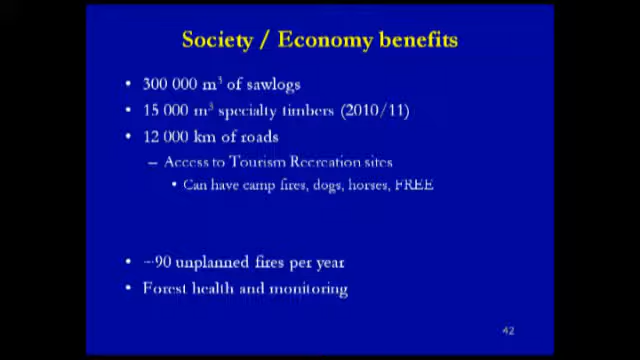 Society / Economy benefits
• 300 000 m³ of sawlogs
• 15 000 m³ specialty timbers (2010/11)
• 12 000 km of roads
– Access to Tourism Recreation sites
• Can have camp fires, dogs, horses, FREE
• ~90 unplanned fires per year
• Forest health and monitoring
42